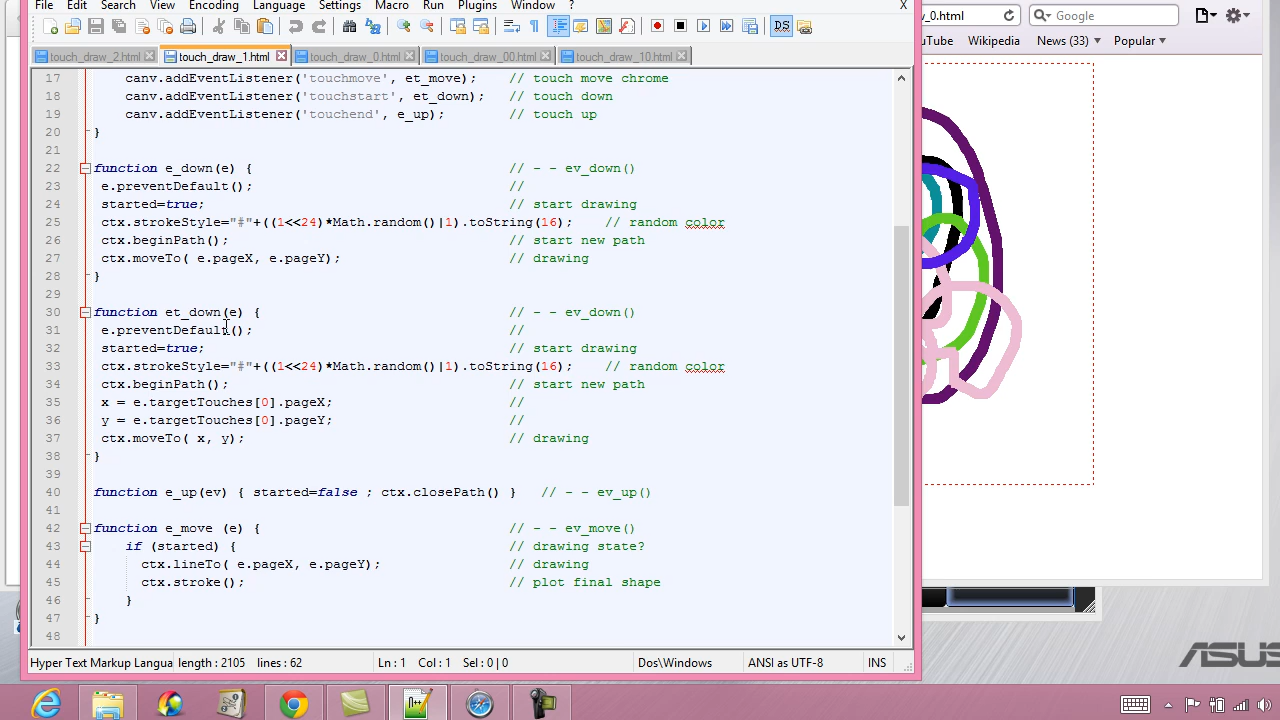 File Edit Search View Encoding Language Settings Macro Run Plugins Window ? X
_0.html
Google
touch_draw_2.html touch_draw_1.html touch_draw_0.html touch_draw_00.html touch_draw_10.html
uTube Wikipedia News (33) Popular
17 canv.addEventListener('touchmove', et_move); // touch move chrome
18 canv.addEventListener('touchstart', et_down); // touch down
19 canv.addEventListener('touchend', e_up); // touch up
20 }
21
22 function e_down(e) { // - - ev_down()
23 e.preventDefault(); //
24 started=true; // start drawing
25 ctx.strokeStyle="#"+((1<<24)*Math.random()|1).toString(16); // random color
26 ctx.beginPath(); // start new path
27 ctx.moveTo( e.pageX, e.pageY); // drawing
28 }
29
30 function et_down(e) { // - - ev_down()
31 e.preventDefault(); //
32 started=true; // start drawing
33 ctx.strokeStyle="#"+((1<<24)*Math.random()|1).toString(16); // random color
34 ctx.beginPath(); // start new path
35 x = e.targetTouches[0].pageX; //
36 y = e.targetTouches[0].pageY; //
37 ctx.moveTo( x, y); // drawing
38 }
39
40 function e_up(ev) { started=false ; ctx.closePath() } // - - ev_up()
41
42 function e_move (e) { // - - ev_move()
43 if (started) { // drawing state?
44 ctx.lineTo( e.pageX, e.pageY); // drawing
45 ctx.stroke(); // plot final shape
46 }
47 }
48
Hyper Text Markup Langua length : 2105 lines : 62 Ln : 1 Col : 1 Sel : 0 | 0 Dos\Windows ANSI as UTF-8 INS
ASUS